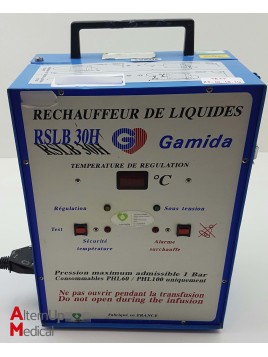 RECHAUFFEUR DE LIQUIDES
RSLB 30H
RSLB 30H
G Gamida
TEMPERATURE DE REGULATION
°C
Régulation
Sous tension
Test
Sécurité
température
Alarme
surchauffe
Pression maximum admissible 1 Bar
Consommables PHL60 / PHL100 uniquement
Ne pas ouvrir pendant la transfusion
Do not open during the infusion
Fabriqué en FRANCE
Medical